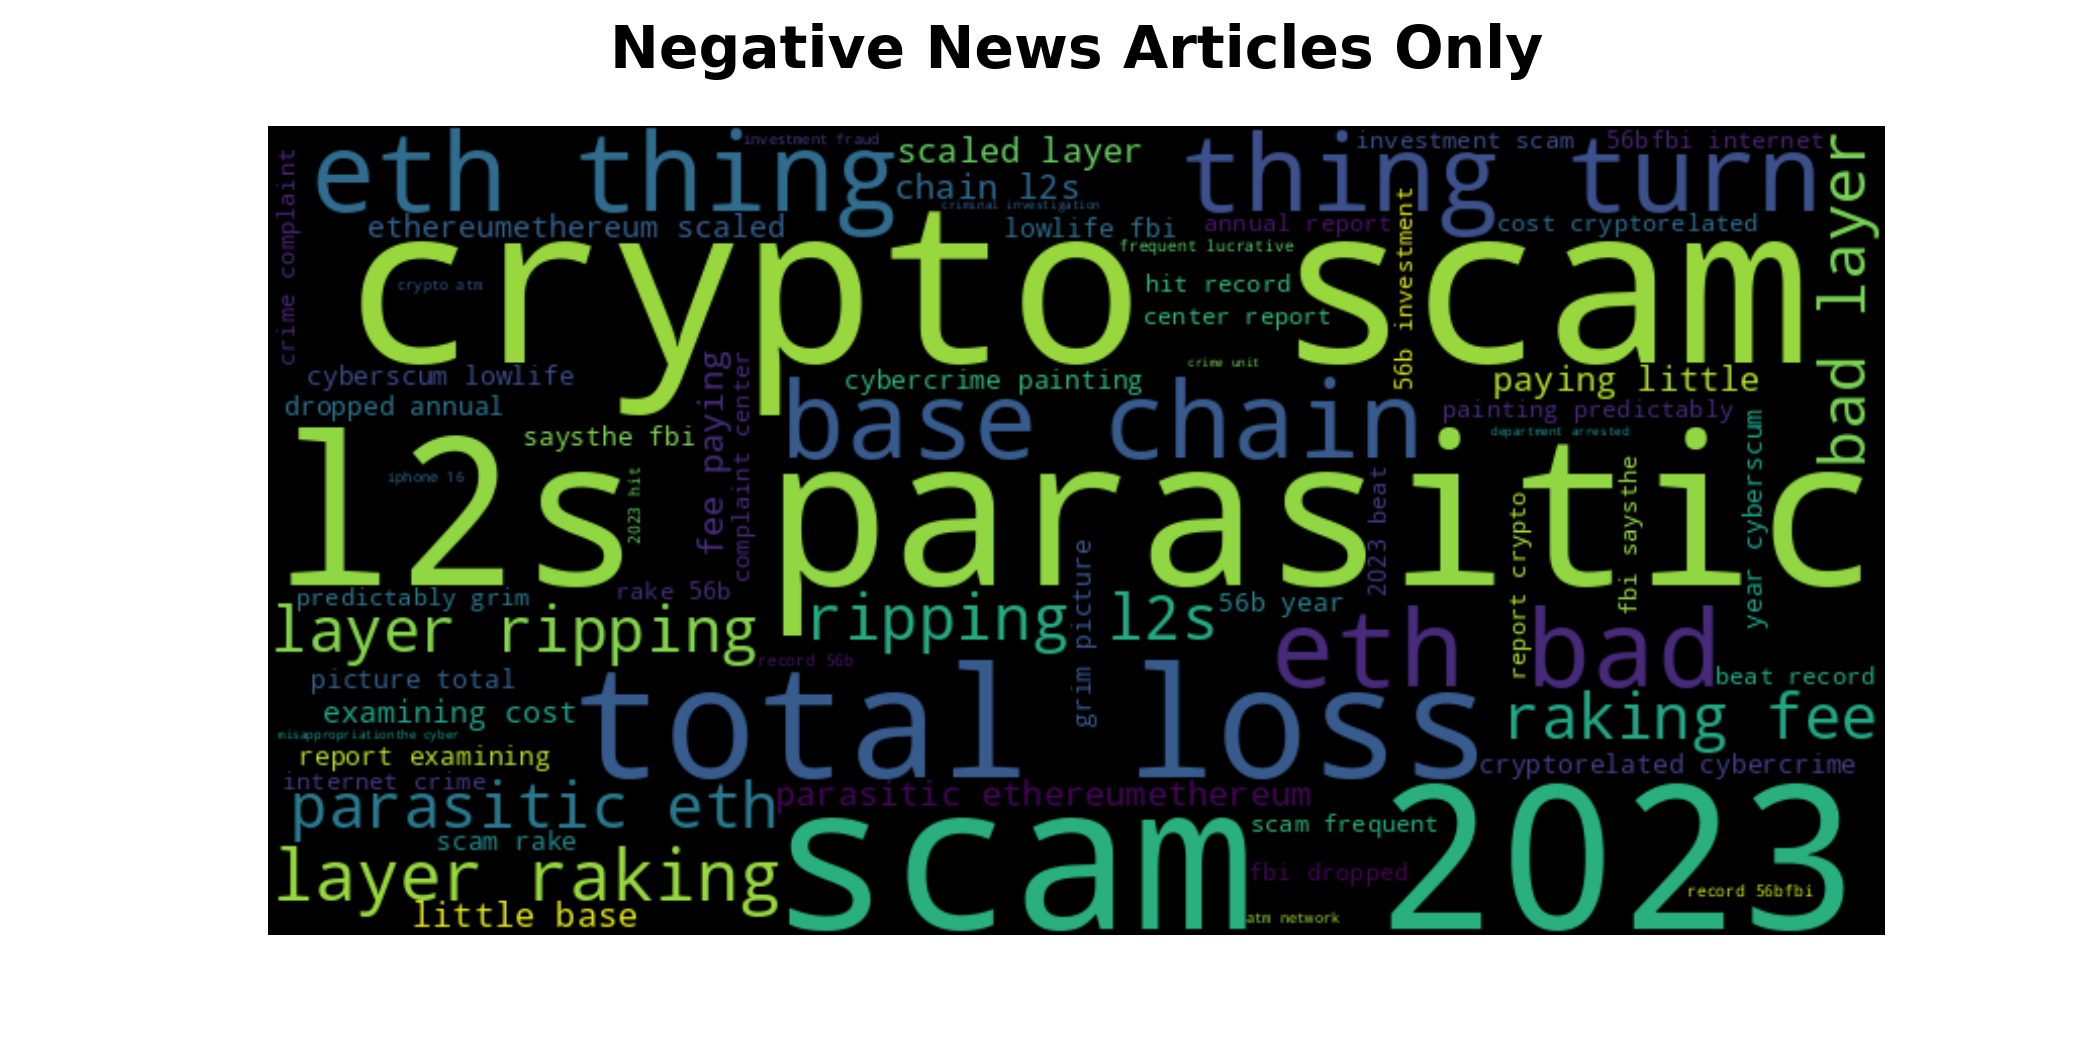 Negative News Articles Only
investment fraud
eth thing
scaled layer
thing turn
investment scam
56bfbi internet
chain l2s
criminal investigation
crime complaint
ethereumethereum scaled
lowlife fbi
annual report
cost cryptorelated
bad layer
frequent lucrative
crypto scam
crypto atm
hit record
56b investment
center report
crime unit
cyberscum lowlife
cybercrime painting
paying little
dropped annual
base chain
painting predictably
saysthe fbi
fee paying
complaint center
department arrested
l2s parasitic
iphone 16
2023 hit
2023 beat
report crypto
fbi saysthe
year cyberscum
predictably grim
rake 56b
56b year
layer ripping
ripping l2s
grim picture
eth bad
record 56b
picture total
beat record
examining cost
total loss
raking fee
misappropriationthe cyber
report examining
cryptorelated cybercrime
internet crime
parasitic eth
parasitic ethereumethereum
scam 2023
scam frequent
scam rake
layer raking
fbi dropped
record 56bfbi
little base
atm network